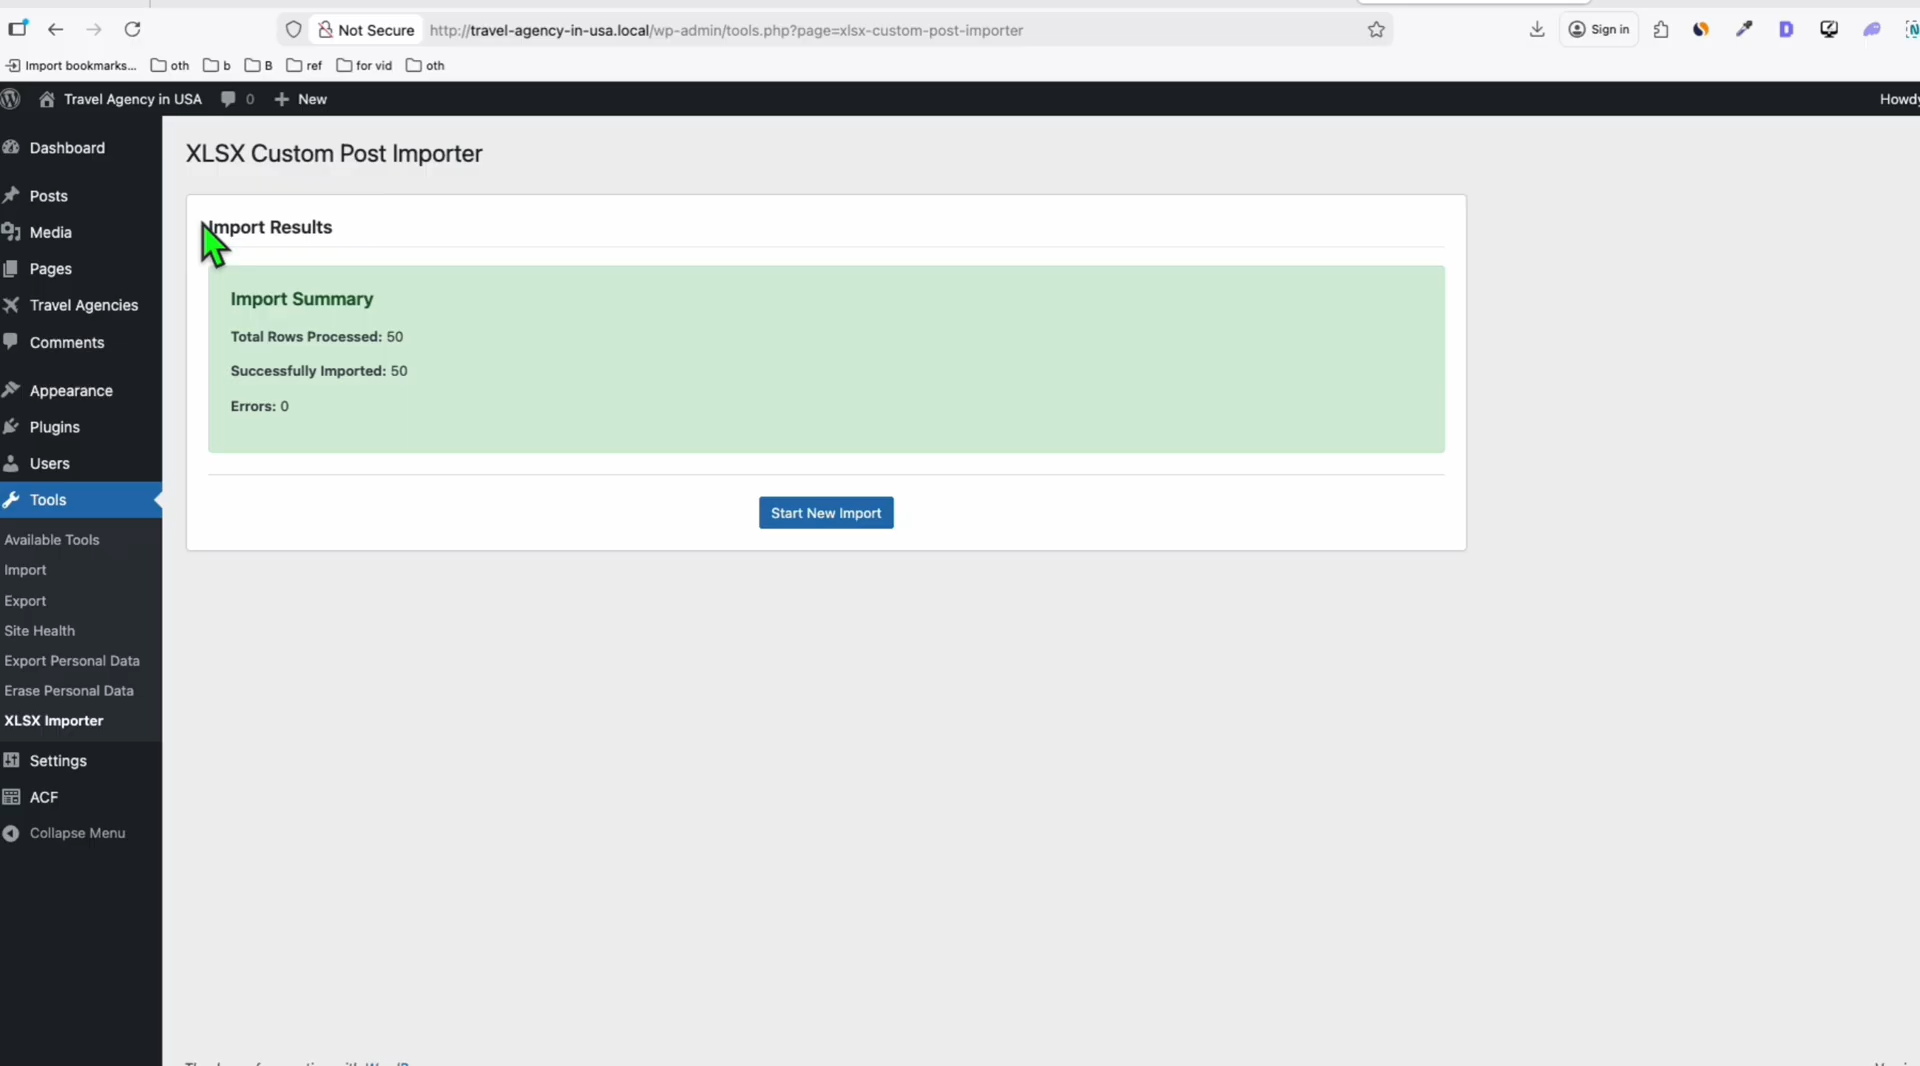 Not Secure http://travel-agency-in-usa.local/wp-admin/tools.php?page=xlsx-custom-post-importer Sign in
Import bookmarks... oth b B ref for vid oth
Travel Agency in USA 0 New Howdy
XLSX Custom Post Importer
Dashboard
Posts
Media
Pages
Travel Agencies
Comments
Appearance
Plugins
Users
Tools
Available Tools
Import
Export
Site Health
Export Personal Data
Erase Personal Data
XLSX Importer
Settings
ACF
Collapse Menu
Import Results
Import Summary
Total Rows Processed: 50
Successfully Imported: 50
Errors: 0
Start New Import